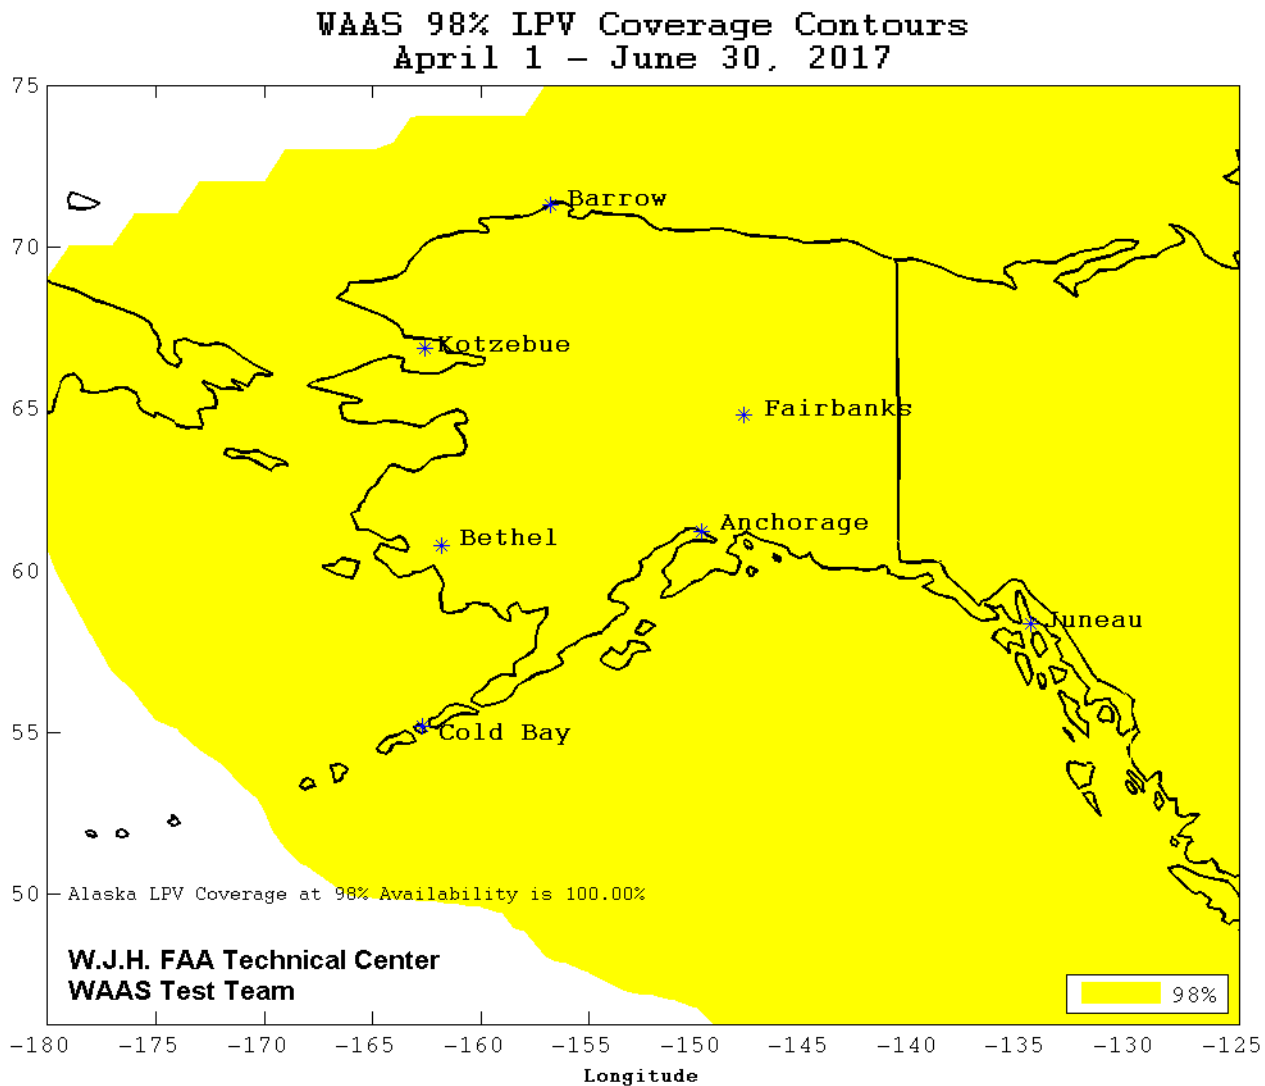 WAAS 98% LPV Coverage Contours
April 1 – June 30, 2017
75
70
65
60
55
50
Barrow
Kotzebue
Fairbanks
Anchorage
Bethel
Juneau
Cold Bay
Alaska LPV Coverage at 98% Availability is 100.00%
W.J.H. FAA Technical Center
WAAS Test Team
98%
−180 −175 −170 −165 −160 −155 −150 −145 −140 −135 −130 −125
Longitude